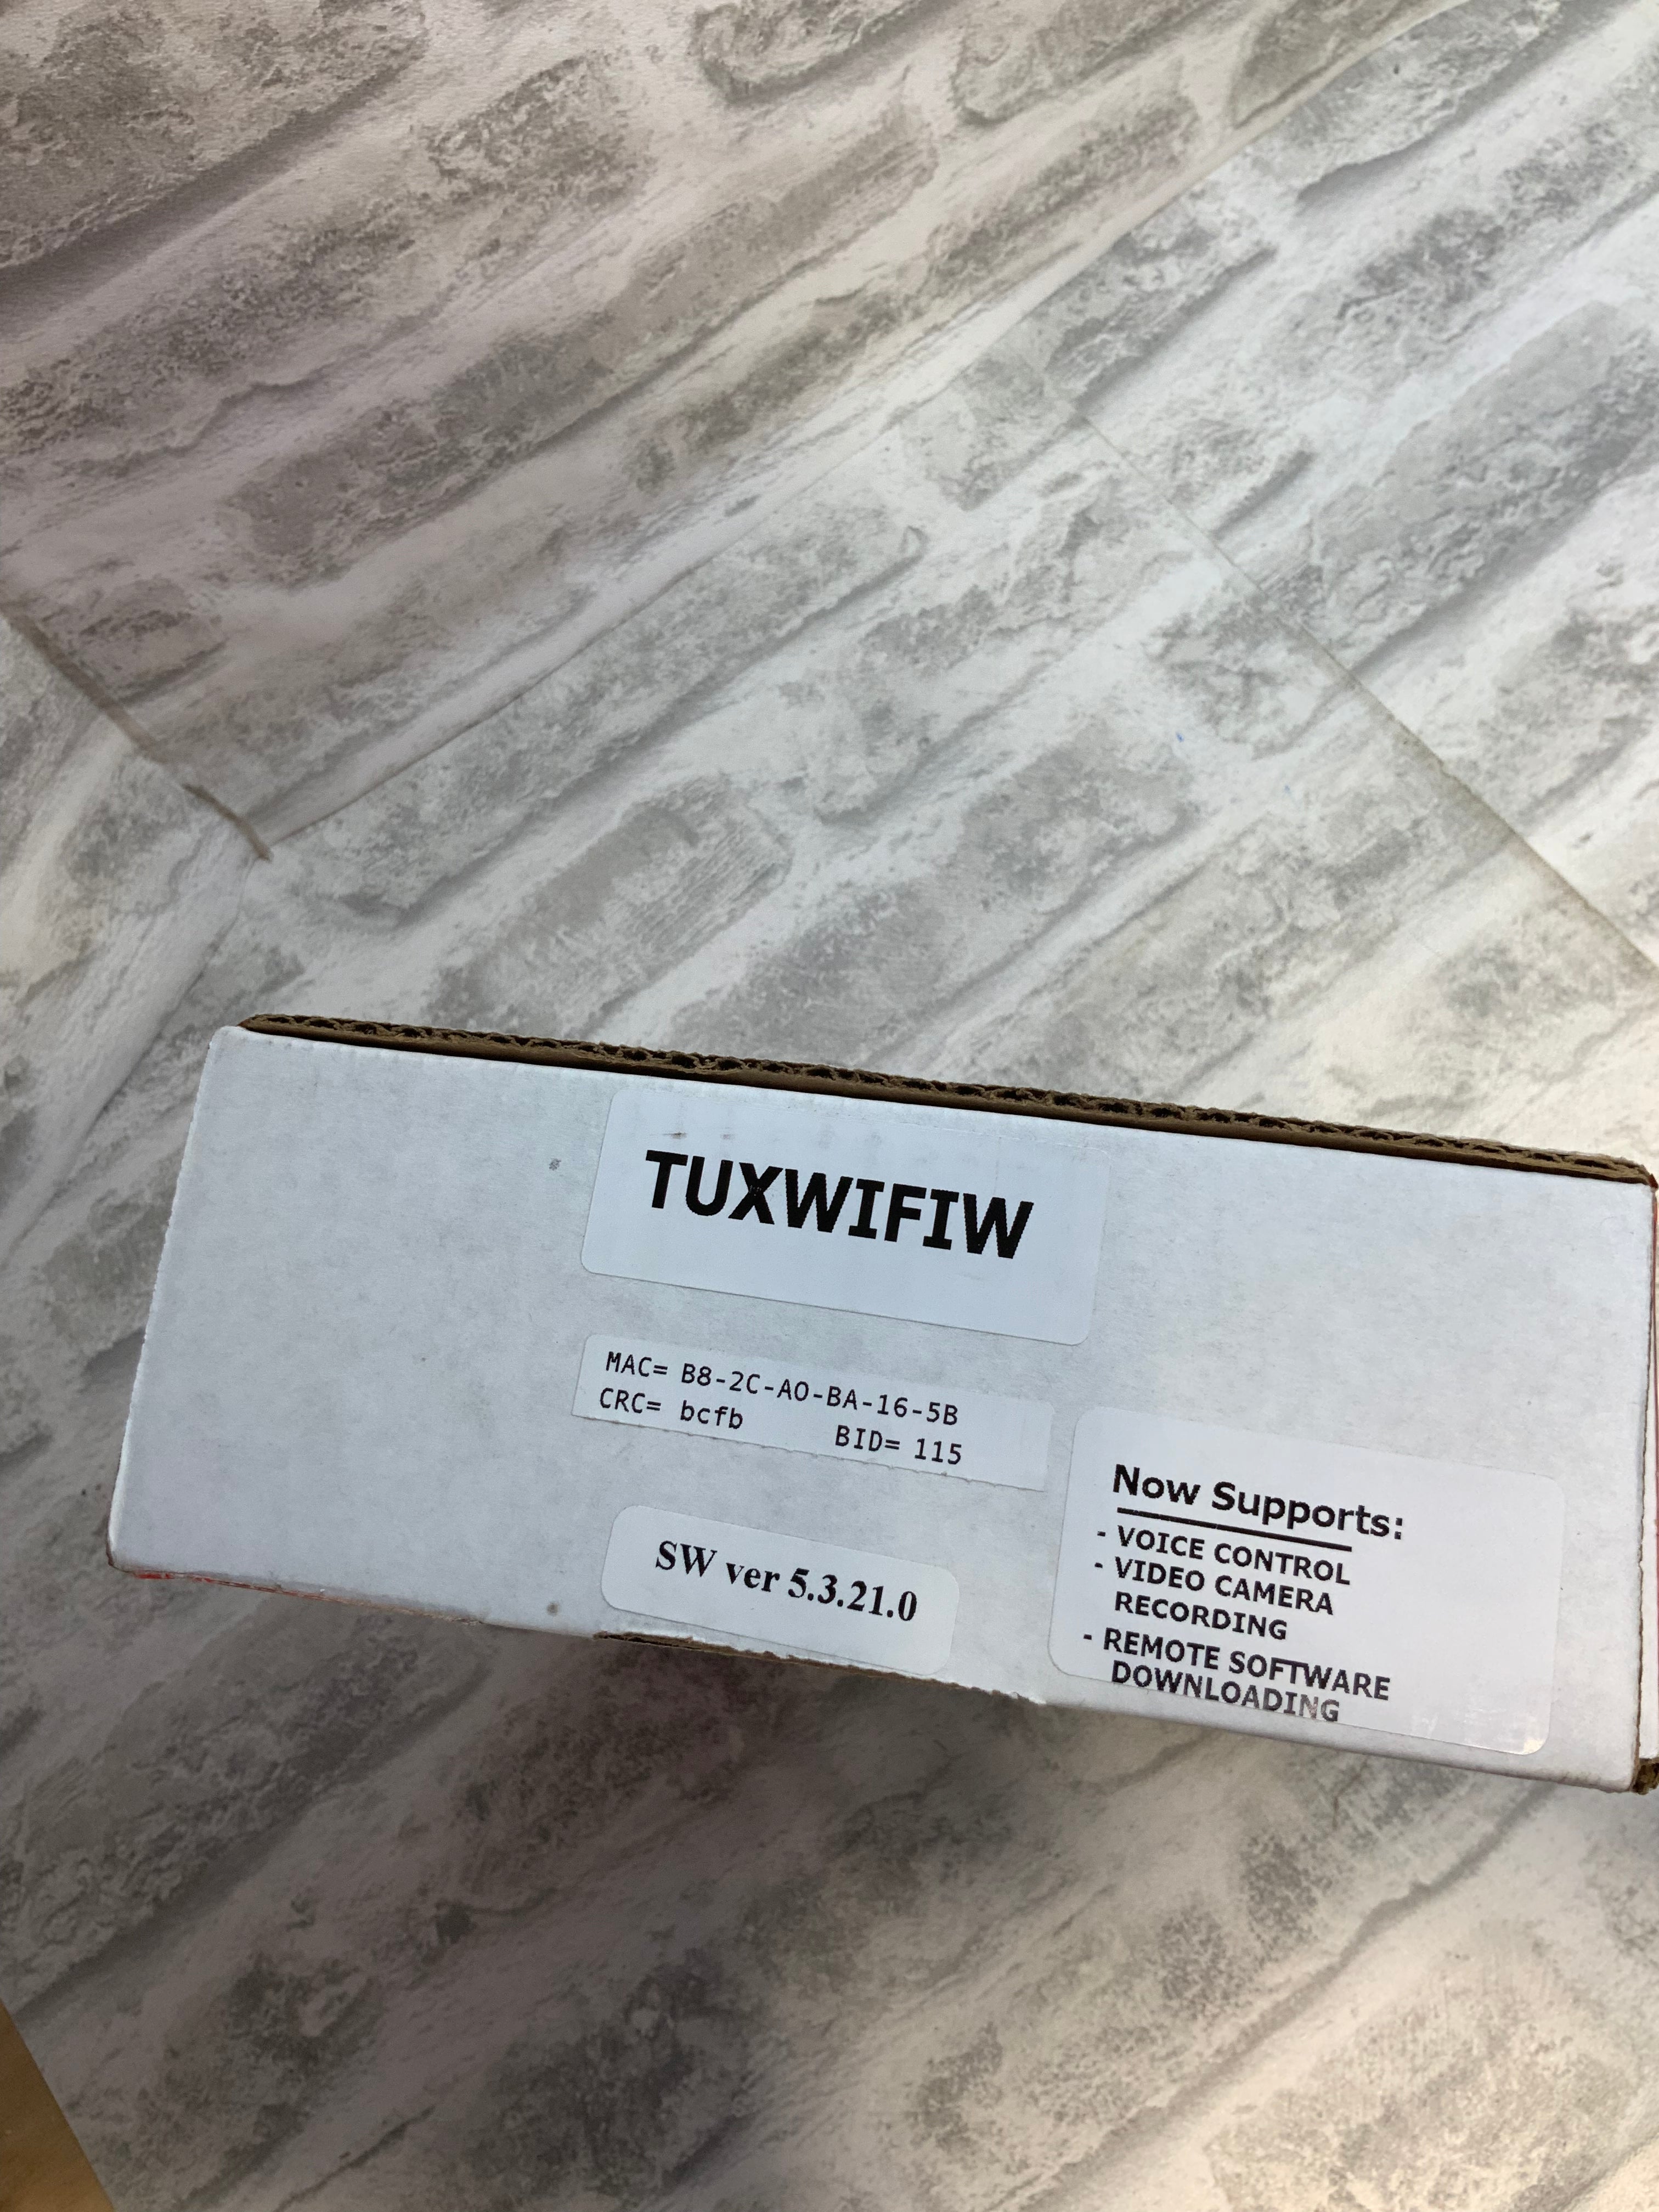 TUXWIFIW
MAC= B8-2C-A0-BA-16-5B
CRC= bcfb BID= 115
SW ver 5.3.21.0
Now Supports:
- VOICE CONTROL
- VIDEO CAMERA
RECORDING
- REMOTE SOFTWARE
DOWNLOADING